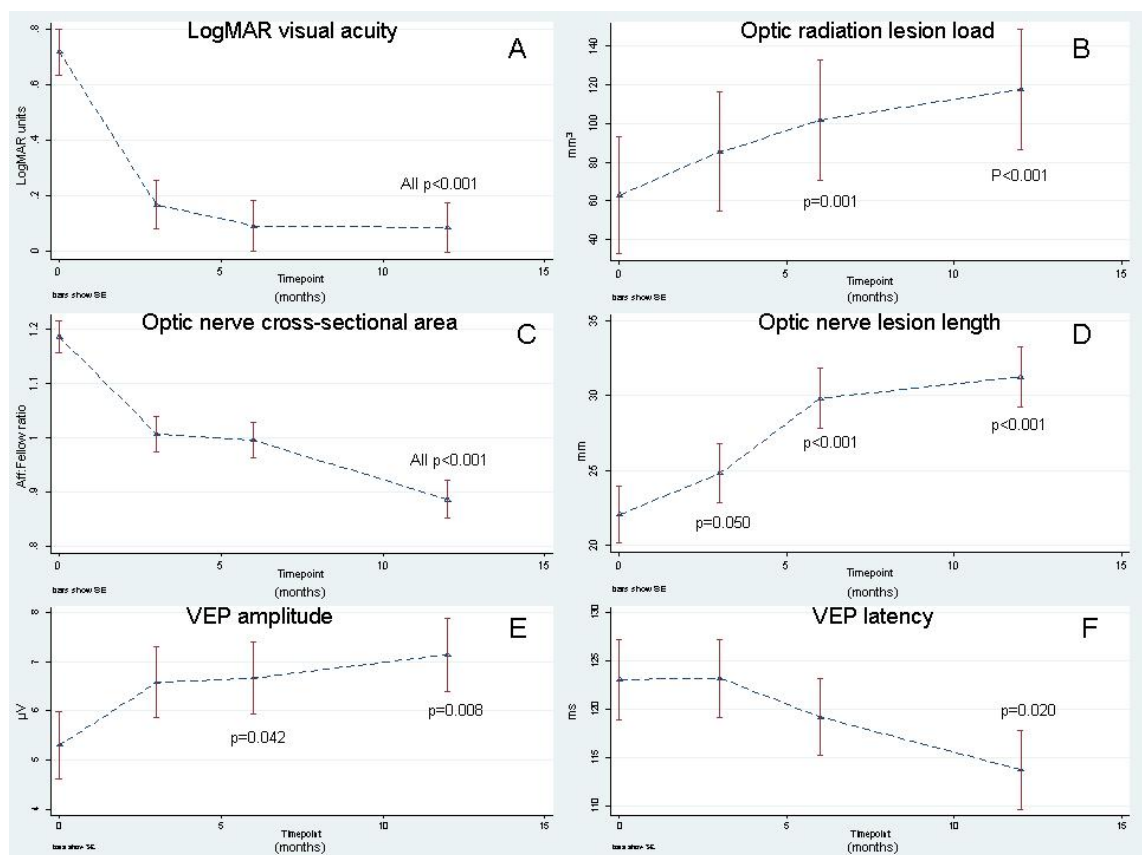 LogMAR visual acuity
A
LogMAR units
.8
.6
.4
.2
0
All p<0.001
0
5
10
15
Timepoint
(months)
bars show SE
Optic radiation lesion load
B
mm³
140
120
100
80
60
40
p=0.001
P<0.001
0
5
10
15
Timepoint
(months)
bars show SE
Optic nerve cross-sectional area
C
Aff:Fellow ratio
1.2
1.1
1
.9
.8
All p<0.001
0
5
10
15
Timepoint
(months)
bars show SE
Optic nerve lesion length
D
mm
35
30
25
20
p=0.050
p<0.001
p<0.001
0
5
10
15
Timepoint
(months)
bars show SE
VEP amplitude
E
µV
8
7
6
5
4
p=0.042
p=0.008
0
5
10
15
Timepoint
(months)
bars show SE
VEP latency
F
ms
130
125
120
115
110
p=0.020
0
5
10
15
Timepoint
(months)
bars show SE